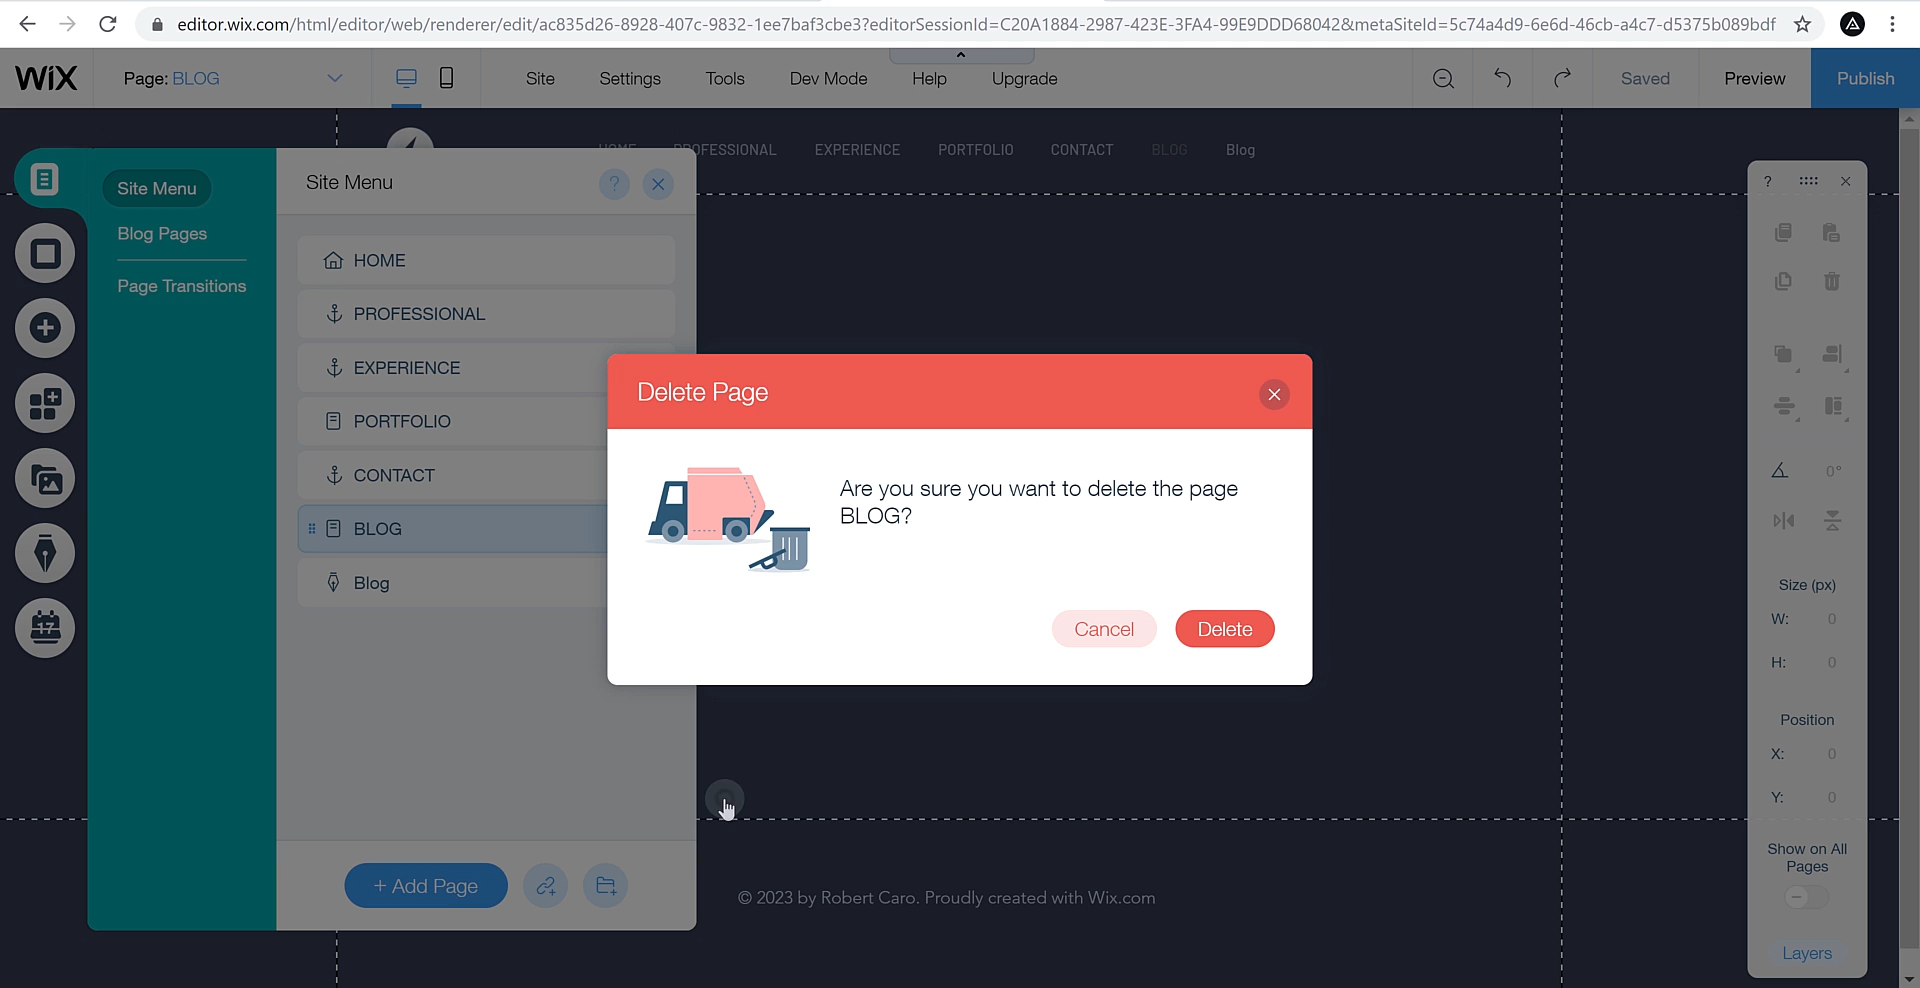 editor.wix.com/html/editor/web/renderer/edit/ac835d26-8928-407c-9832-1ee7baf3cbe3?editorSessionId=C20A1884-2987-423E-3FA4-99E9DDD68042&metaSiteId=5c74a4d9-6e6d-46cb-a4c7-d5375b089bdf
WiX Page: BLOG Site Settings Tools Dev Mode Help Upgrade Saved Preview Publish
HOME PROFESSIONAL EXPERIENCE PORTFOLIO CONTACT BLOG Blog
Site Menu
Blog Pages
Page Transitions
Site Menu ?
HOME
PROFESSIONAL
EXPERIENCE
PORTFOLIO
CONTACT
BLOG
Blog
+ Add Page
17
Delete Page
Are you sure you want to delete the page
BLOG?
Cancel Delete
© 2023 by Robert Caro. Proudly created with Wix.com
?
0°
Size (px)
W: 0
H: 0
Position
X: 0
Y: 0
Show on All
Pages
Layers